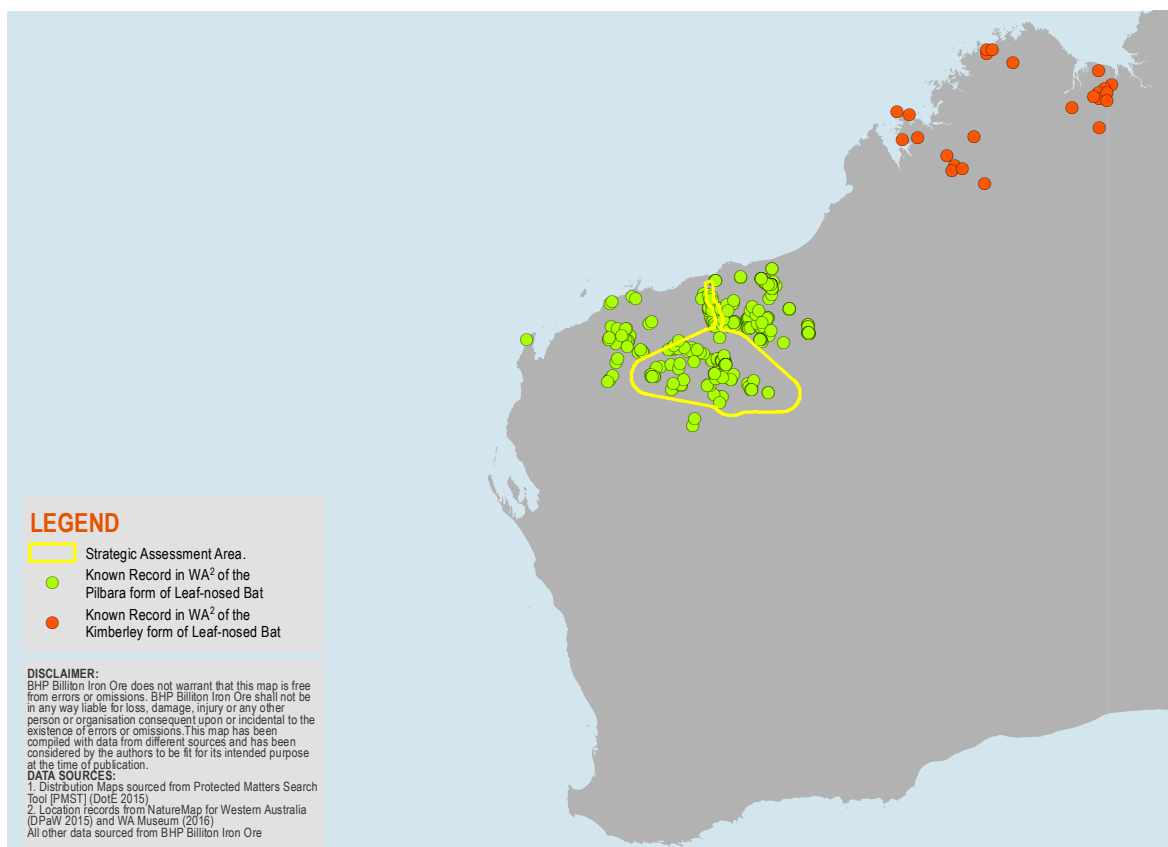 LEGEND
Strategic Assessment Area.
Known Record in WA² of the
Pilbara form of Leaf-nosed Bat
Known Record in WA² of the
Kimberley form of Leaf-nosed Bat
DISCLAIMER:
BHP Billiton Iron Ore does not warrant that this map is free
from errors or omissions. BHP Billiton Iron Ore shall not be
in any way liable for loss, damage, injury or any other
person or organisation consequent upon or incidental to the
existence of errors or omissions.This map has been
compiled with data from different sources and has been
considered by the authors to be fit for its intended purpose
at the time of publication.
DATA SOURCES:
1. Distribution Maps sourced from Protected Matters Search
Tool [PMST] (DotE 2015)
2. Location records from NatureMap for Western Australia
(DPaW 2015) and WA Museum (2016)
All other data sourced from BHP Billiton Iron Ore